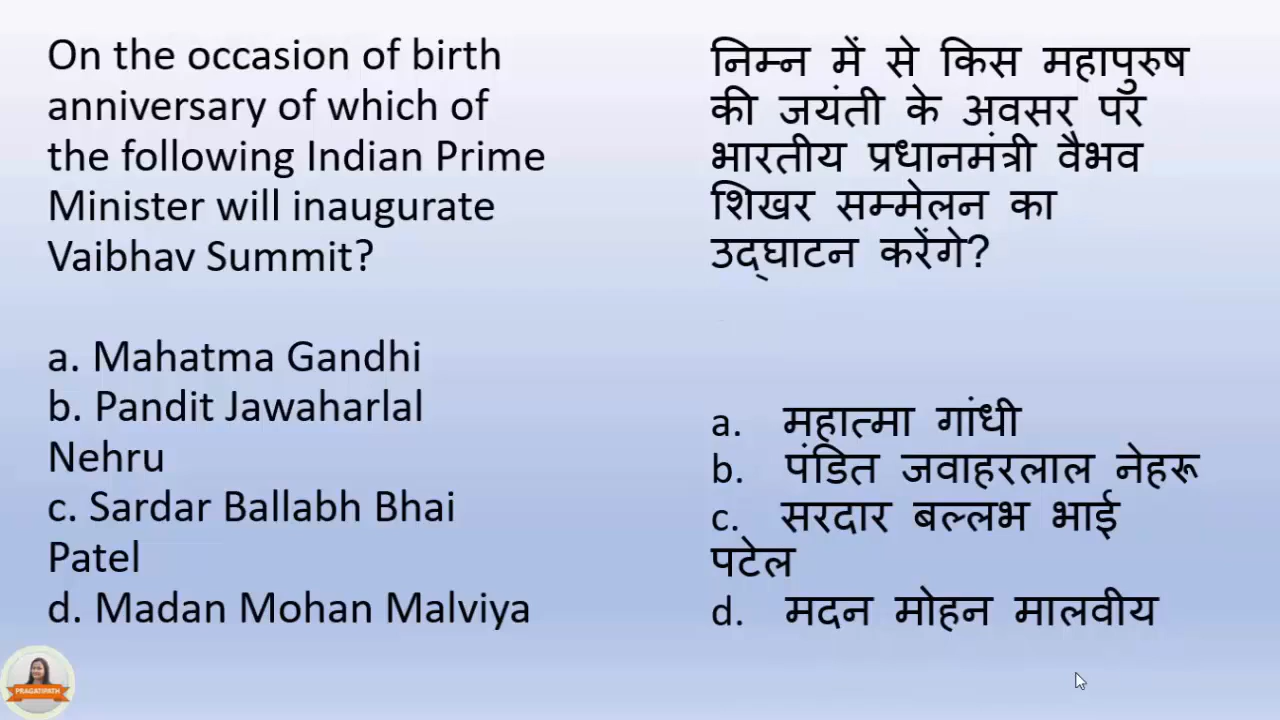 On the occasion of birth
anniversary of which of
the following Indian Prime
Minister will inaugurate
Vaibhav Summit?
a. Mahatma Gandhi
b. Pandit Jawaharlal
Nehru
c. Sardar Ballabh Bhai
Patel
d. Madan Mohan Malviya
निम्न में से किस महापुरुष
की जयंती के अवसर पर
भारतीय प्रधानमंत्री वैभव
शिखर सम्मेलन का
उद्घाटन करेंगे?
a. महात्मा गांधी
b. पंडित जवाहरलाल नेहरू
c. सरदार बल्लभ भाई
पटेल
d. मदन मोहन मालवीय
PRAGATIPATH